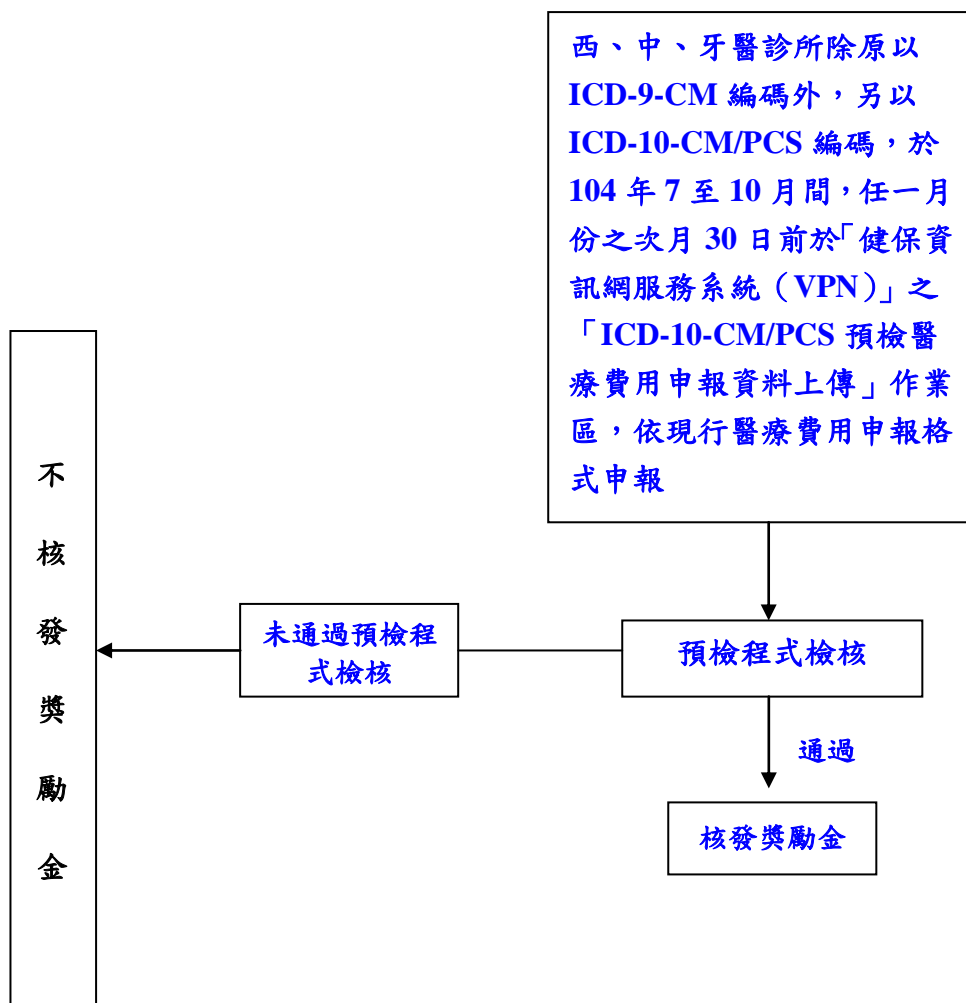 西、中、牙醫診所除原以
ICD-9-CM 編碼外，另以
ICD-10-CM/PCS 編碼，於
104 年 7 至 10 月間，任一月
份之次月 30 日前於「健保資
訊網服務系統（VPN）」之
「ICD-10-CM/PCS 預檢醫
療費用申報資料上傳」作業
區，依現行醫療費用申報格
式申報
預檢程式檢核
未通過預檢程
式檢核
不
核
發
獎
勵
金
通過
核發獎勵金